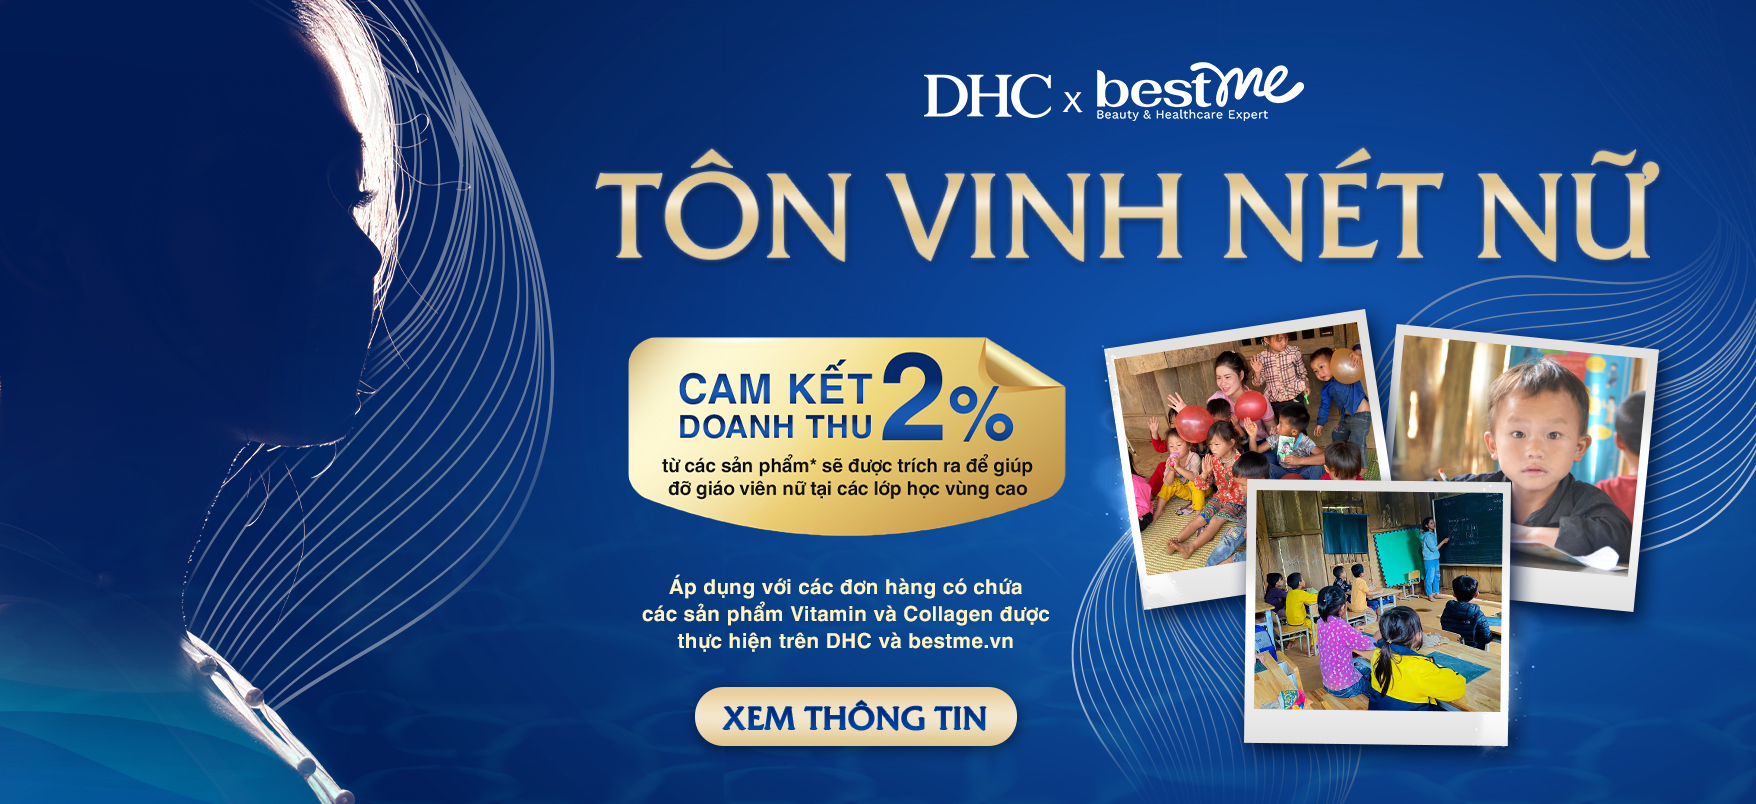 DHC x bestme
Beauty & Healthcare Expert
TÔN VINH NÉT NỮ
CAM KẾT
DOANH THU 2%
từ các sản phẩm* sẽ được trích ra để giúp
đỡ giáo viên nữ tại các lớp học vùng cao
Áp dụng với các đơn hàng có chứa
các sản phẩm Vitamin và Collagen được
thực hiện trên DHC và bestme.vn
XEM THÔNG TIN